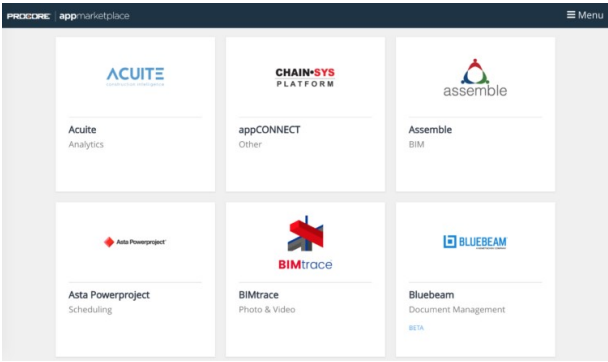 PROCORE appmarketplace
Menu
ACUITE
CHAIN•SYS
PLATFORM
assemble
Acuite
Analytics
appCONNECT
Other
Assemble
BIM
Asta Powerproject
BIMtrace
BLUEBEAM
Asta Powerproject
Scheduling
BIMtrace
Photo & Video
Bluebeam
Document Management
BETA